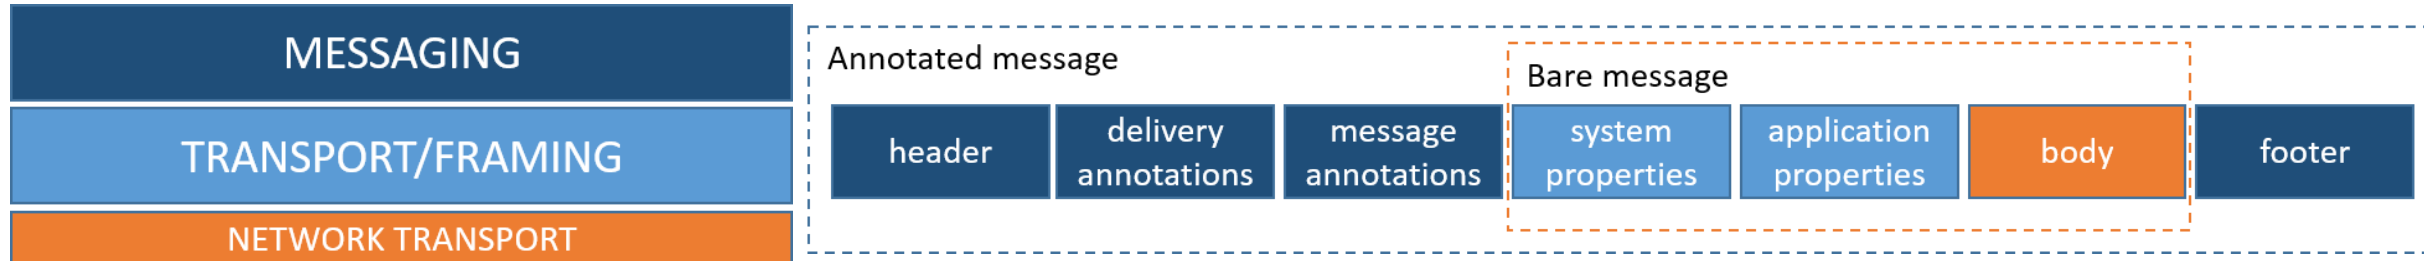 MESSAGING
TRANSPORT/FRAMING
NETWORK TRANSPORT
Annotated message
Bare message
header
delivery
annotations
message
annotations
system
properties
application
properties
body
footer